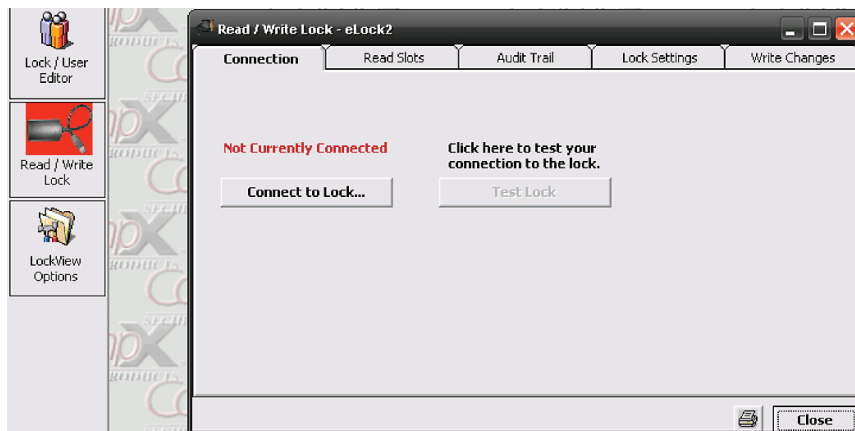 Lock / User
Editor
Read / Write
Lock
LockView
Options
Read / Write Lock - eLock2
Connection
Read Slots
Audit Trail
Lock Settings
Write Changes
Not Currently Connected
Click here to test your
connection to the lock.
Connect to Lock...
Test Lock
Close